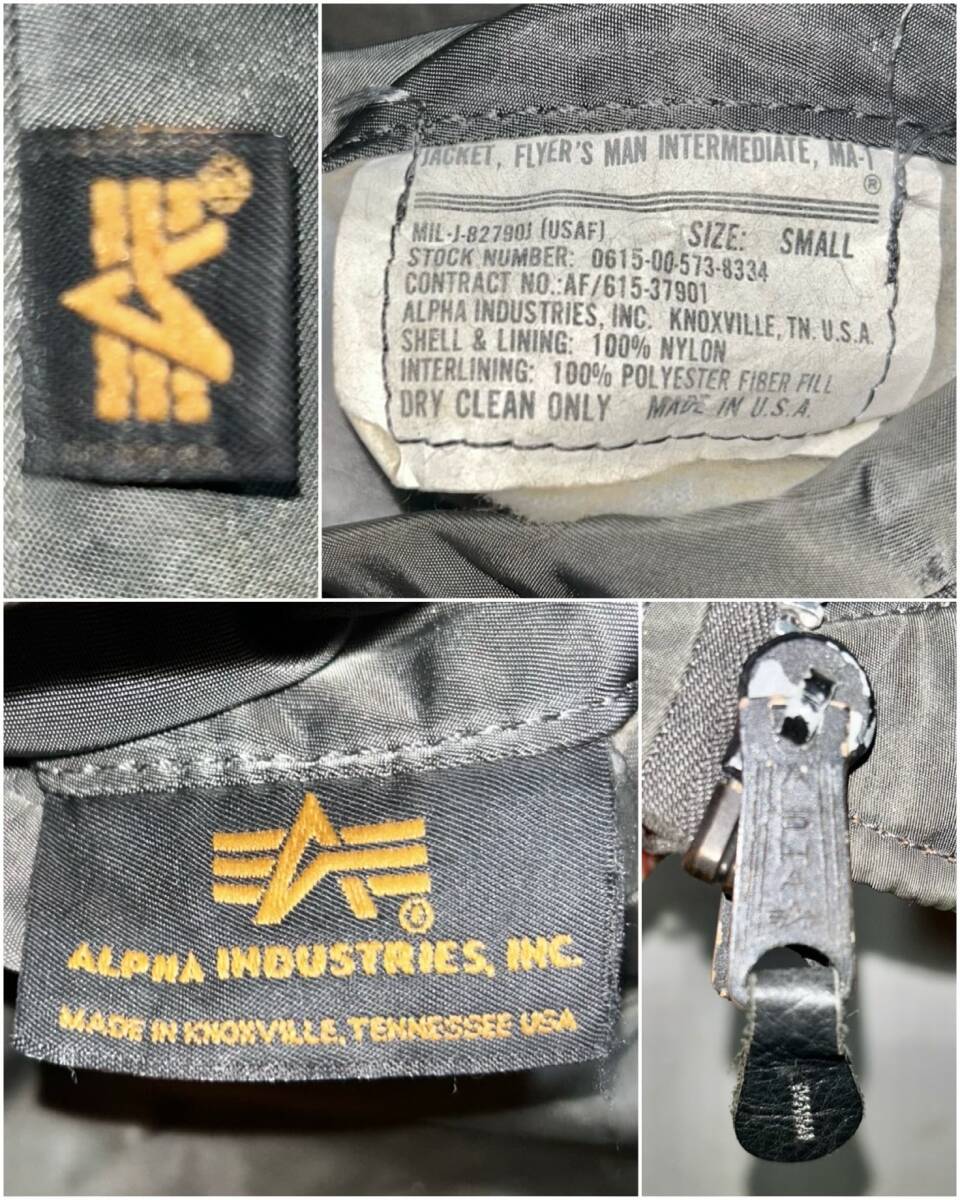 JACKET, FLYER'S MAN INTERMEDIATE, MA-1
®
MIL-J-82790J (USAF) SIZE: SMALL
STOCK NUMBER: 0615-00-573-8334
CONTRACT NO.:AF/615-37901
ALPHA INDUSTRIES, INC. KNOXVILLE, TN. U.S.A.
SHELL & LINING: 100% NYLON
INTERLINING: 100% POLYESTER FIBER FILL
DRY CLEAN ONLY MADE IN U.S.A.
®
ALPHA INDUSTRIES, INC.
MADE IN KNOXVILLE, TENNESSEE USA